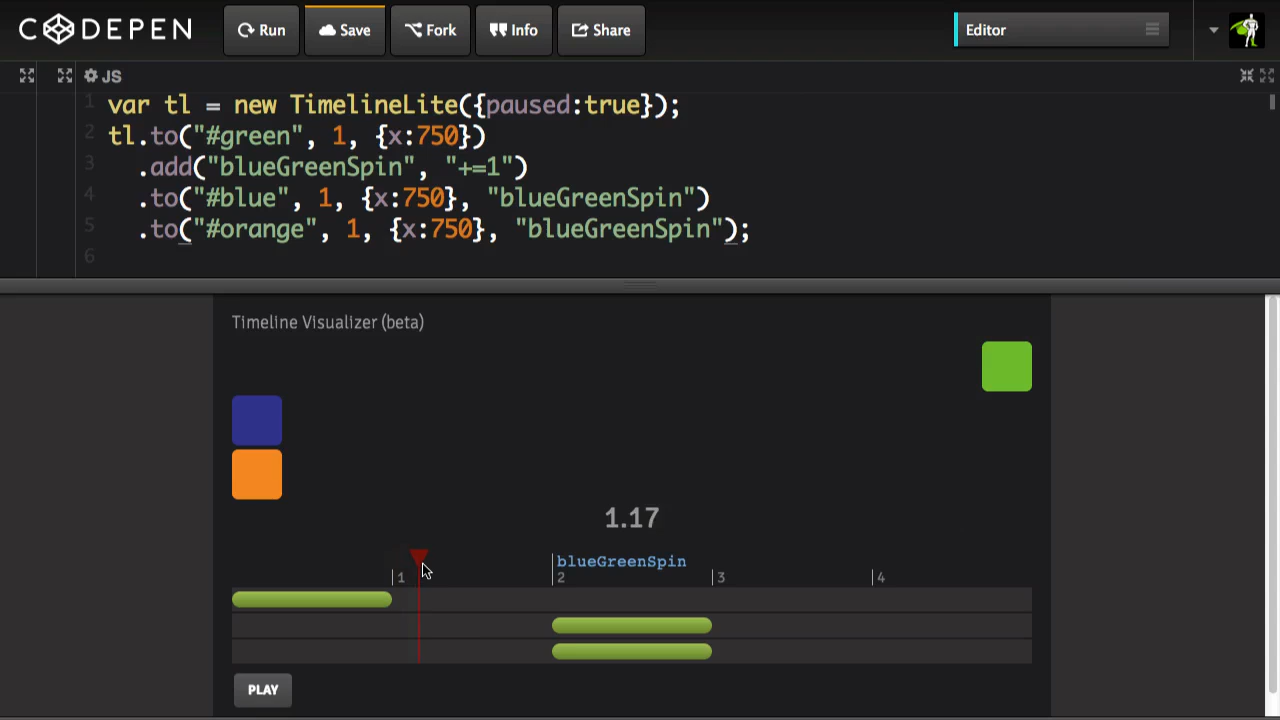 CODEPEN Run Save Fork Info Share Editor
JS
1 var tl = new TimelineLite({paused:true});
2 tl.to("#green", 1, {x:750})
3 .add("blueGreenSpin", "+=1")
4 .to("#blue", 1, {x:750}, "blueGreenSpin")
5 .to("#orange", 1, {x:750}, "blueGreenSpin");
6
Timeline Visualizer (beta)
1.17
blueGreenSpin
1 2 3 4
PLAY